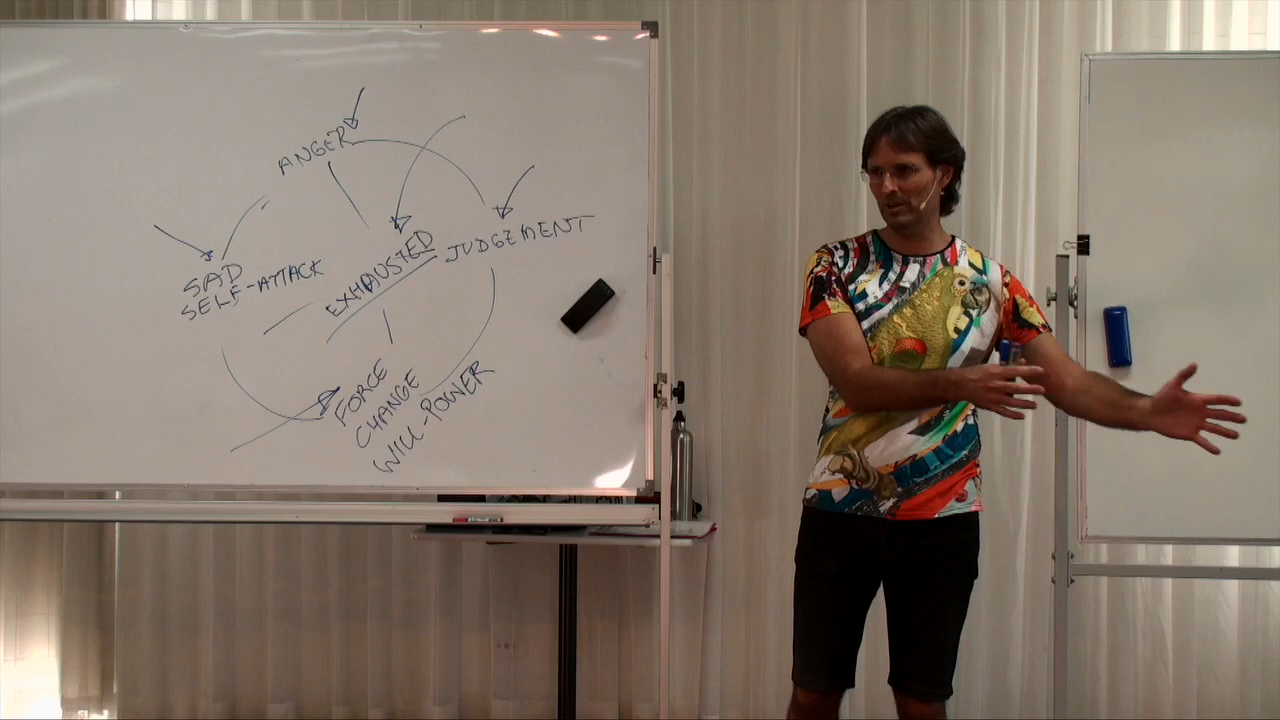 ANGER
EXHAUSTED
JUDGEMENT
SAD
SELF-ATTACK
FORCE
CHANGE
WILL-POWER